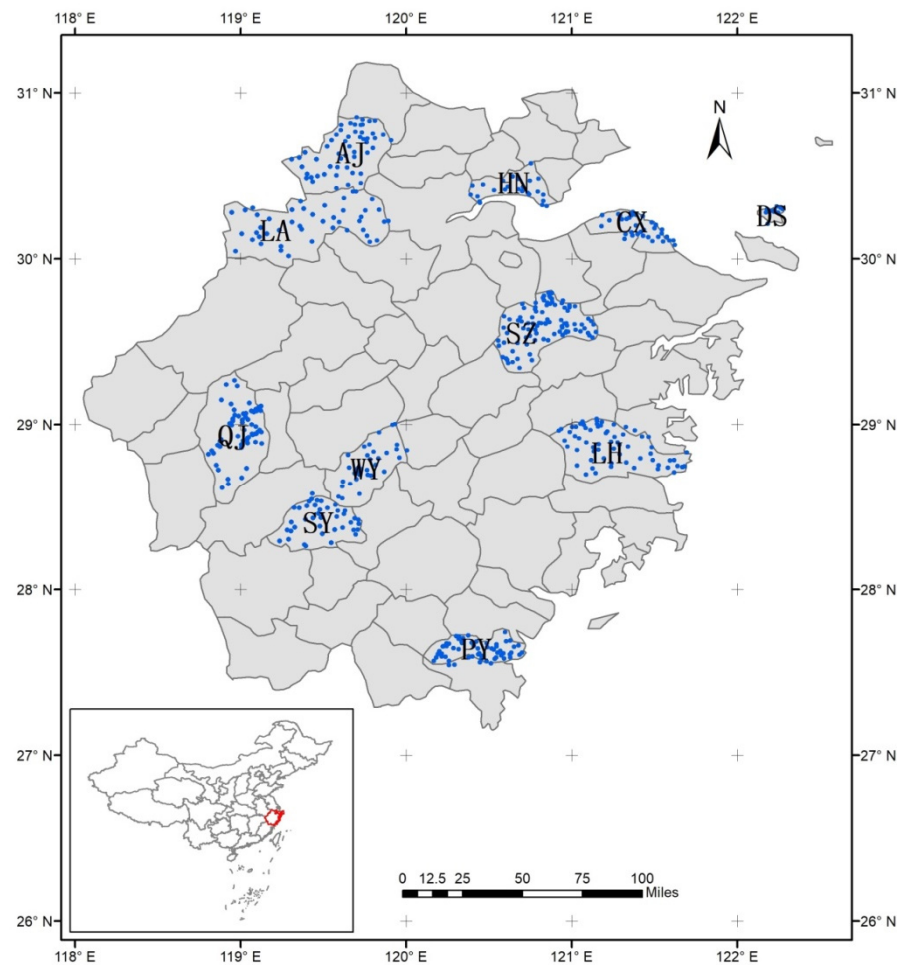 118° E 119° E 120° E 121° E 122° E
31° N 31° N
N
AJ
HN
DS
CX
LA
30° N 30° N
SZ
29° N 29° N
QJ
LH
WY
SY
28° N 28° N
PY
27° N 27° N
0 12.5 25 50 75 100
Miles
26° N 26° N
118° E 119° E 120° E 121° E 122° E